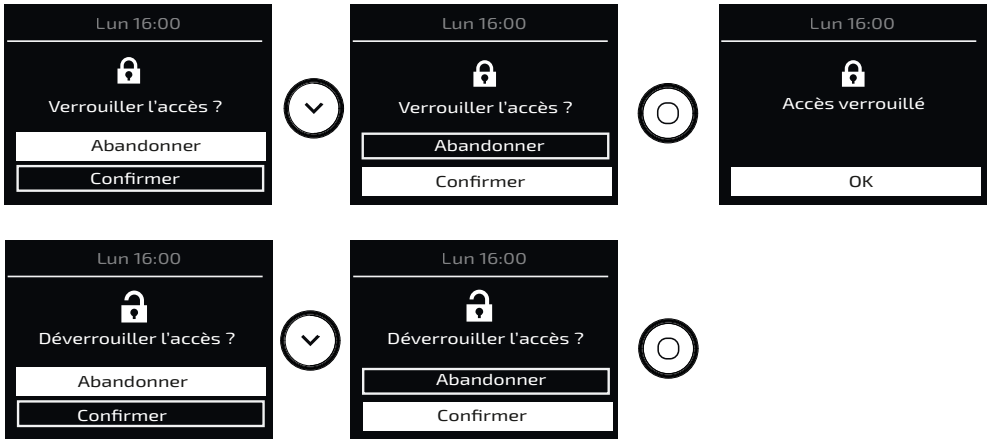 Lun 16:00
Verrouiller l'accès ?
Abandonner
Confirmer
Lun 16:00
Verrouiller l'accès ?
Abandonner
Confirmer
Lun 16:00
Accès verrouillé
OK
Lun 16:00
Déverrouiller l'accès ?
Abandonner
Confirmer
Lun 16:00
Déverrouiller l'accès ?
Abandonner
Confirmer